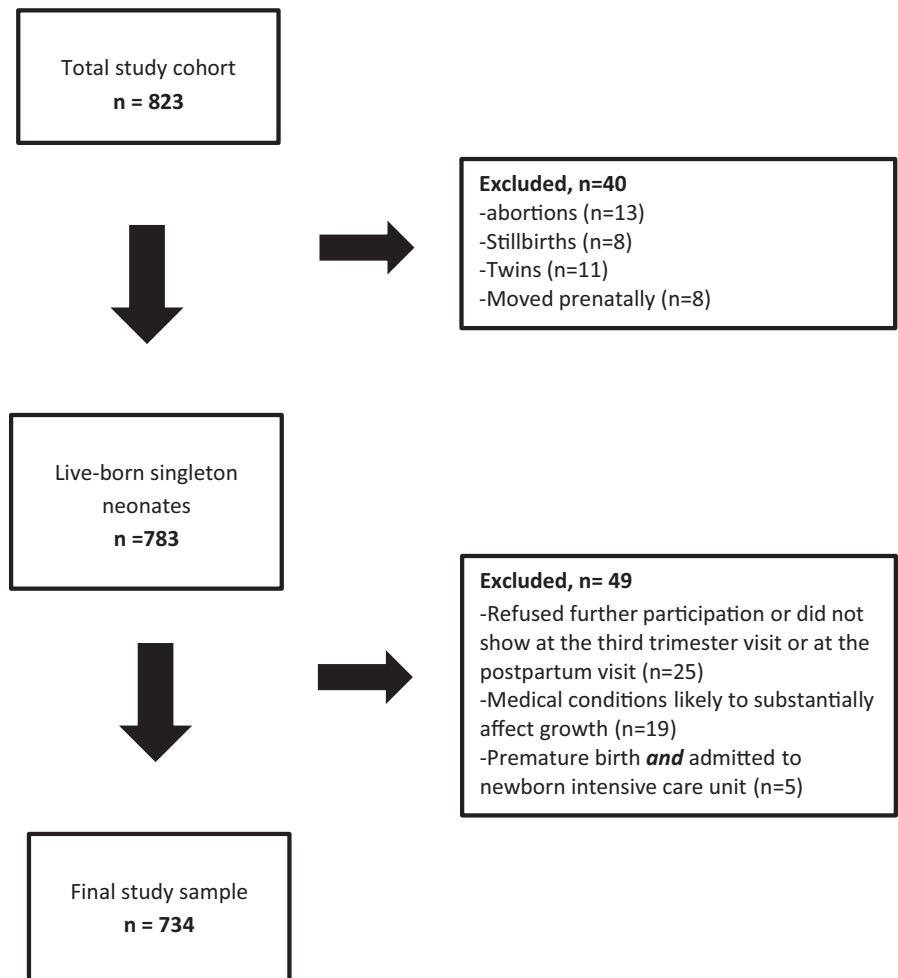 Total study cohort
n = 823
Excluded, n=40
-abortions (n=13)
-Stillbirths (n=8)
-Twins (n=11)
-Moved prenatally (n=8)
Live-born singleton
neonates
n =783
Excluded, n= 49
-Refused further participation or did not
show at the third trimester visit or at the
postpartum visit (n=25)
-Medical conditions likely to substantially
affect growth (n=19)
-Premature birth and admitted to
newborn intensive care unit (n=5)
Final study sample
n = 734